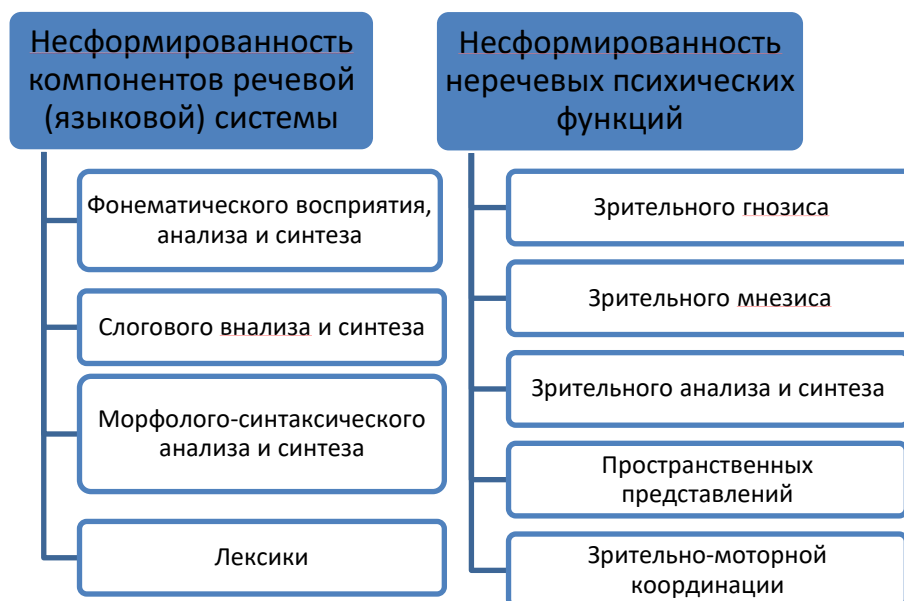 Несформированность
компонентов речевой
(языковой) системы
Фонематического восприятия,
анализа и синтеза
Слогового внализа и синтеза
Морфолого-синтаксического
анализа и синтеза
Лексики
Несформированность
неречевых психических
функций
Зрительного гнозиса
Зрительного мнезиса
Зрительного анализа и синтеза
Пространственных
представлений
Зрительно-моторной
координации